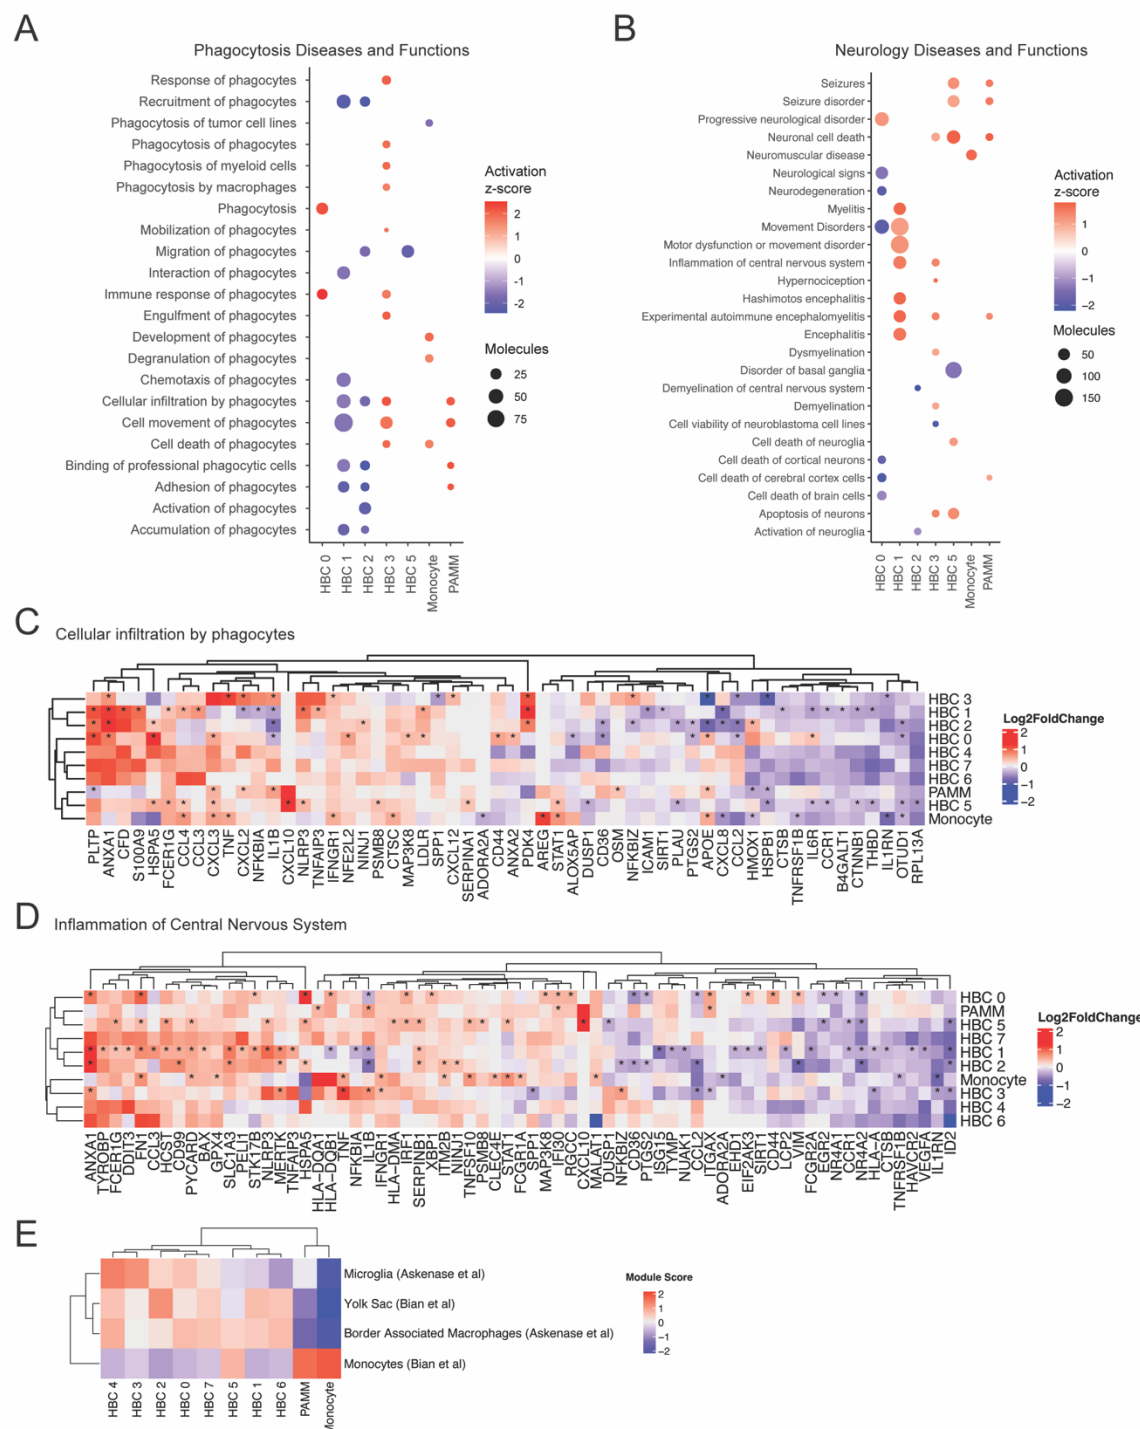 A
Phagocytosis Diseases and Functions
Response of phagocytes
Recruitment of phagocytes
Phagocytosis of tumor cell lines
Phagocytosis of phagocytes
Phagocytosis of myeloid cells
Phagocytosis by macrophages
Phagocytosis
Mobilization of phagocytes
Migration of phagocytes
Interaction of phagocytes
Immune response of phagocytes
Engulfment of phagocytes
Development of phagocytes
Degranulation of phagocytes
Chemotaxis of phagocytes
Cellular infiltration by phagocytes
Cell movement of phagocytes
Cell death of phagocytes
Binding of professional phagocytic cells
Adhesion of phagocytes
Activation of phagocytes
Accumulation of phagocytes
HBC 0
HBC 1
HBC 2
HBC 3
HBC 5
Monocyte
PAMM
Activation
z-score
2
1
0
-1
-2
Molecules
25
50
75
B
Neurology Diseases and Functions
Seizures
Seizure disorder
Progressive neurological disorder
Neuronal cell death
Neuromuscular disease
Neurological signs
Neurodegeneration
Myelitis
Movement Disorders
Motor dysfunction or movement disorder
Inflammation of central nervous system
Hypernociception
Hashimotos encephalitis
Experimental autoimmune encephalomyelitis
Encephalitis
Dysmyelination
Disorder of basal ganglia
Demyelination of central nervous system
Demyelination
Cell viability of neuroblastoma cell lines
Cell death of neuroglia
Cell death of cortical neurons
Cell death of cerebral cortex cells
Cell death of brain cells
Apoptosis of neurons
Activation of neuroglia
HBC 0
HBC 1
HBC 2
HBC 3
HBC 5
Monocyte
PAMM
Activation
z-score
1
0
−1
−2
Molecules
50
100
150
C
Cellular infiltration by phagocytes
HBC 3
HBC 1
HBC 2
HBC 0
HBC 4
HBC 7
HBC 6
PAMM
HBC 5
Monocyte
PLTP
ANXA1
CFD
S100A9
HSPA5
FCER1G
CCL4
CCL3
CXCL3
TNF
CXCL2
NFKBIA
IL1B
CXCL10
NLRP3
TNFAIP3
IFNGR1
NFE2L2
NINJ1
PSMB8
CTSC
MAP3K8
LDLR
SPP1
CXCL12
SERPINA1
ADORA2A
CD44
ANXA2
PDK4
AREG
STAT1
ALOX5AP
DUSP1
CD36
OSM
NFKBIZ
ICAM1
SIRT1
PLAU
PTGS2
APOE
CXCL8
CCL2
HMOX1
HSPB1
CTSB
TNFRSF1B
IL6R
CCR1
B4GALT1
CTNNB1
THBD
IL1RN
OTUD1
RPL13A
Log2FoldChange
2
1
0
−1
−2
D
Inflammation of Central Nervous System
HBC 0
PAMM
HBC 5
HBC 7
HBC 1
HBC 2
Monocyte
HBC 3
HBC 4
HBC 6
ANXA1
TYROBP
FCER1G
DDIT3
FCN1
CCL3
HCST
CD99
PYCARD
BAX
GPX4
SLC1A3
PELI1
STK17B
NLRP3
MERTK
TNFAIP3
HSPA5
HLA−DQA1
HLA−DQB1
TNF
NFKBIA
IL1B
IFNGR1
HLA−DMA
IRF1
SERPINB1
XBP1
ITM2B
NINJ1
TNFSF10
PSMB8
CLEC4E
STAT1
FCGR1A
LRP1
MAP3K8
IFI30
RGCC
CXCL10
MALAT1
DUSP1
NFKBIZ
CD36
PTGS2
ISG15
TYMP
NUAK1
CCL2
ITGAX
ADORA2A
EHD1
EIF2AK3
SIRT1
CD44
LCP2
VIM
FCGR2A
EGR2
NR4A1
CCR1
NR4A2
HLA−A
CTSB
TNFRSF1B
HAVCR2
VEGFA
IL1RN
ID2
Log2FoldChange
2
1
0
−1
−2
E
Microglia (Askenase et al)
Yolk Sac (Bian et al)
Border Associated Macrophages (Askenase et al)
Monocytes (Bian et al)
HBC 4
HBC 3
HBC 2
HBC 0
HBC 7
HBC 5
HBC 1
HBC 6
PAMM
Monocyte
Module Score
2
1
0
−1
−2